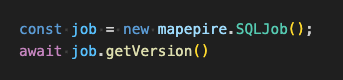 const job = new mapepire.SQLJob();
await job.getVersion()